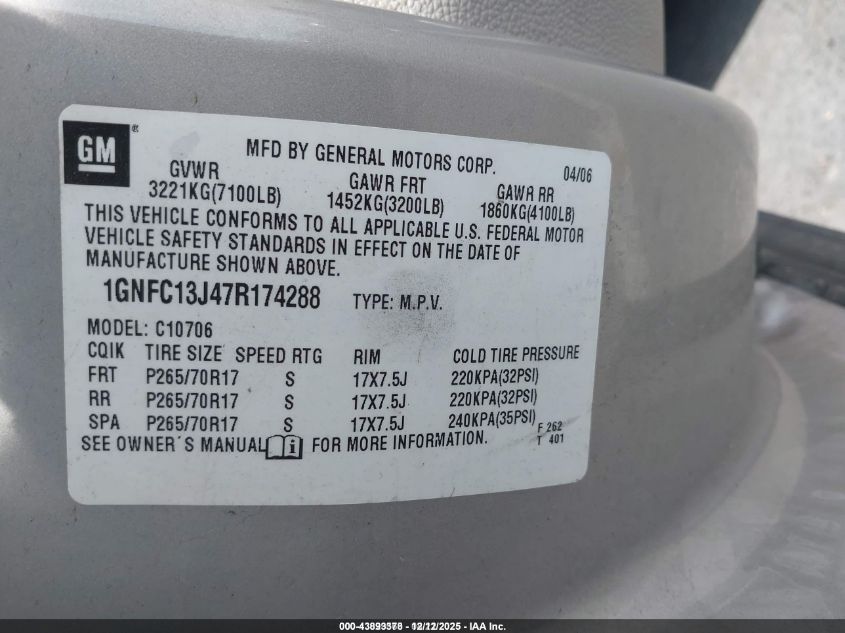 GM ®
MFD BY GENERAL MOTORS CORP. 04/06
GVWR GAWR FRT GAWR RR
3221KG(7100LB) 1452KG(3200LB) 1860KG(4100LB)
THIS VEHICLE CONFORMS TO ALL APPLICABLE U.S. FEDERAL MOTOR
VEHICLE SAFETY STANDARDS IN EFFECT ON THE DATE OF
MANUFACTURE SHOWN ABOVE.
1GNFC13J47R174288 TYPE: M.P.V.
MODEL: C10706
CQIK TIRE SIZE SPEED RTG RIM COLD TIRE PRESSURE
FRT P265/70R17 S 17X7.5J 220KPA(32PSI)
RR P265/70R17 S 17X7.5J 220KPA(32PSI)
SPA P265/70R17 S 17X7.5J 240KPA(35PSI)
F 262
SEE OWNER'S MANUAL i FOR MORE INFORMATION. T 401
- IAA Inc.